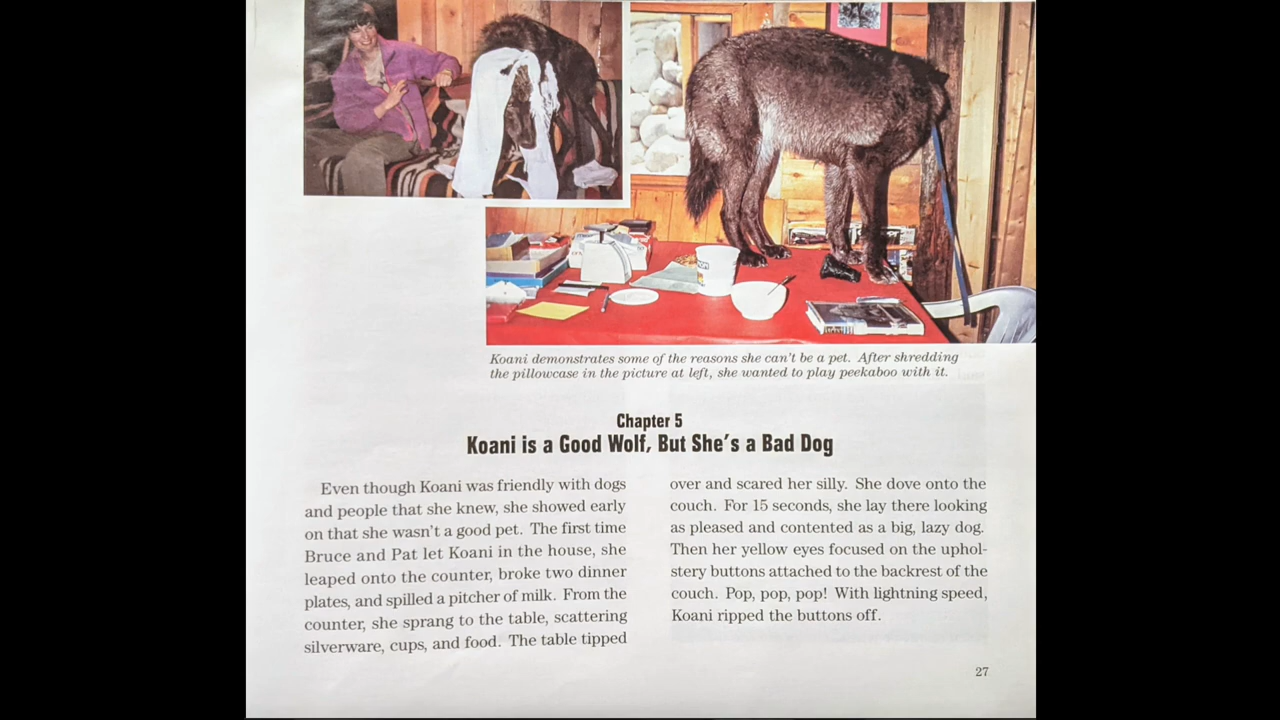 Koani demonstrates some of the reasons she can't be a pet. After shredding
the pillowcase in the picture at left, she wanted to play peekaboo with it.
Chapter 5
Koani is a Good Wolf, But She's a Bad Dog
Even though Koani was friendly with dogs
and people that she knew, she showed early
on that she wasn't a good pet. The first time
Bruce and Pat let Koani in the house, she
leaped onto the counter, broke two dinner
plates, and spilled a pitcher of milk. From the
counter, she sprang to the table, scattering
silverware, cups, and food. The table tipped
over and scared her silly. She dove onto the
couch. For 15 seconds, she lay there looking
as pleased and contented as a big, lazy dog.
Then her yellow eyes focused on the uphol-
stery buttons attached to the backrest of the
couch. Pop, pop, pop! With lightning speed,
Koani ripped the buttons off.
27